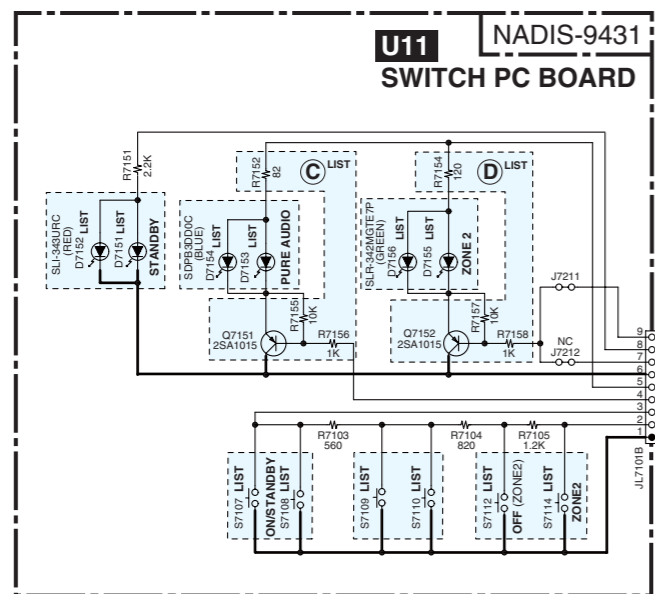 NADIS-9431
U11
SWITCH PC BOARD
R7151
2.2K
R7152
82
C LIST
R7154
120
D LIST
SLI-343URC
(RED)
D7152 LIST
D7151 LIST
STANDBY
SDPB3DD0C
(BLUE)
D7154 LIST
D7153 LIST
PURE AUDIO
SLR-342MGTE7P
(GREEN)
D7156 LIST
D7155 LIST
ZONE 2
R7155
10K
Q7151
2SA1015
R7156
1K
R7157
10K
Q7152
2SA1015
R7158
1K
J7211
NC
J7212
9
8
7
6
5
4
3
2
1
JL7101B
R7103
560
R7104
820
R7105
1.2K
S7107 LIST
ON/STANDBY
S7108 LIST
S7109 LIST
S7110 LIST
S7112 LIST
OFF (ZONE2)
S7114 LIST
ZONE2